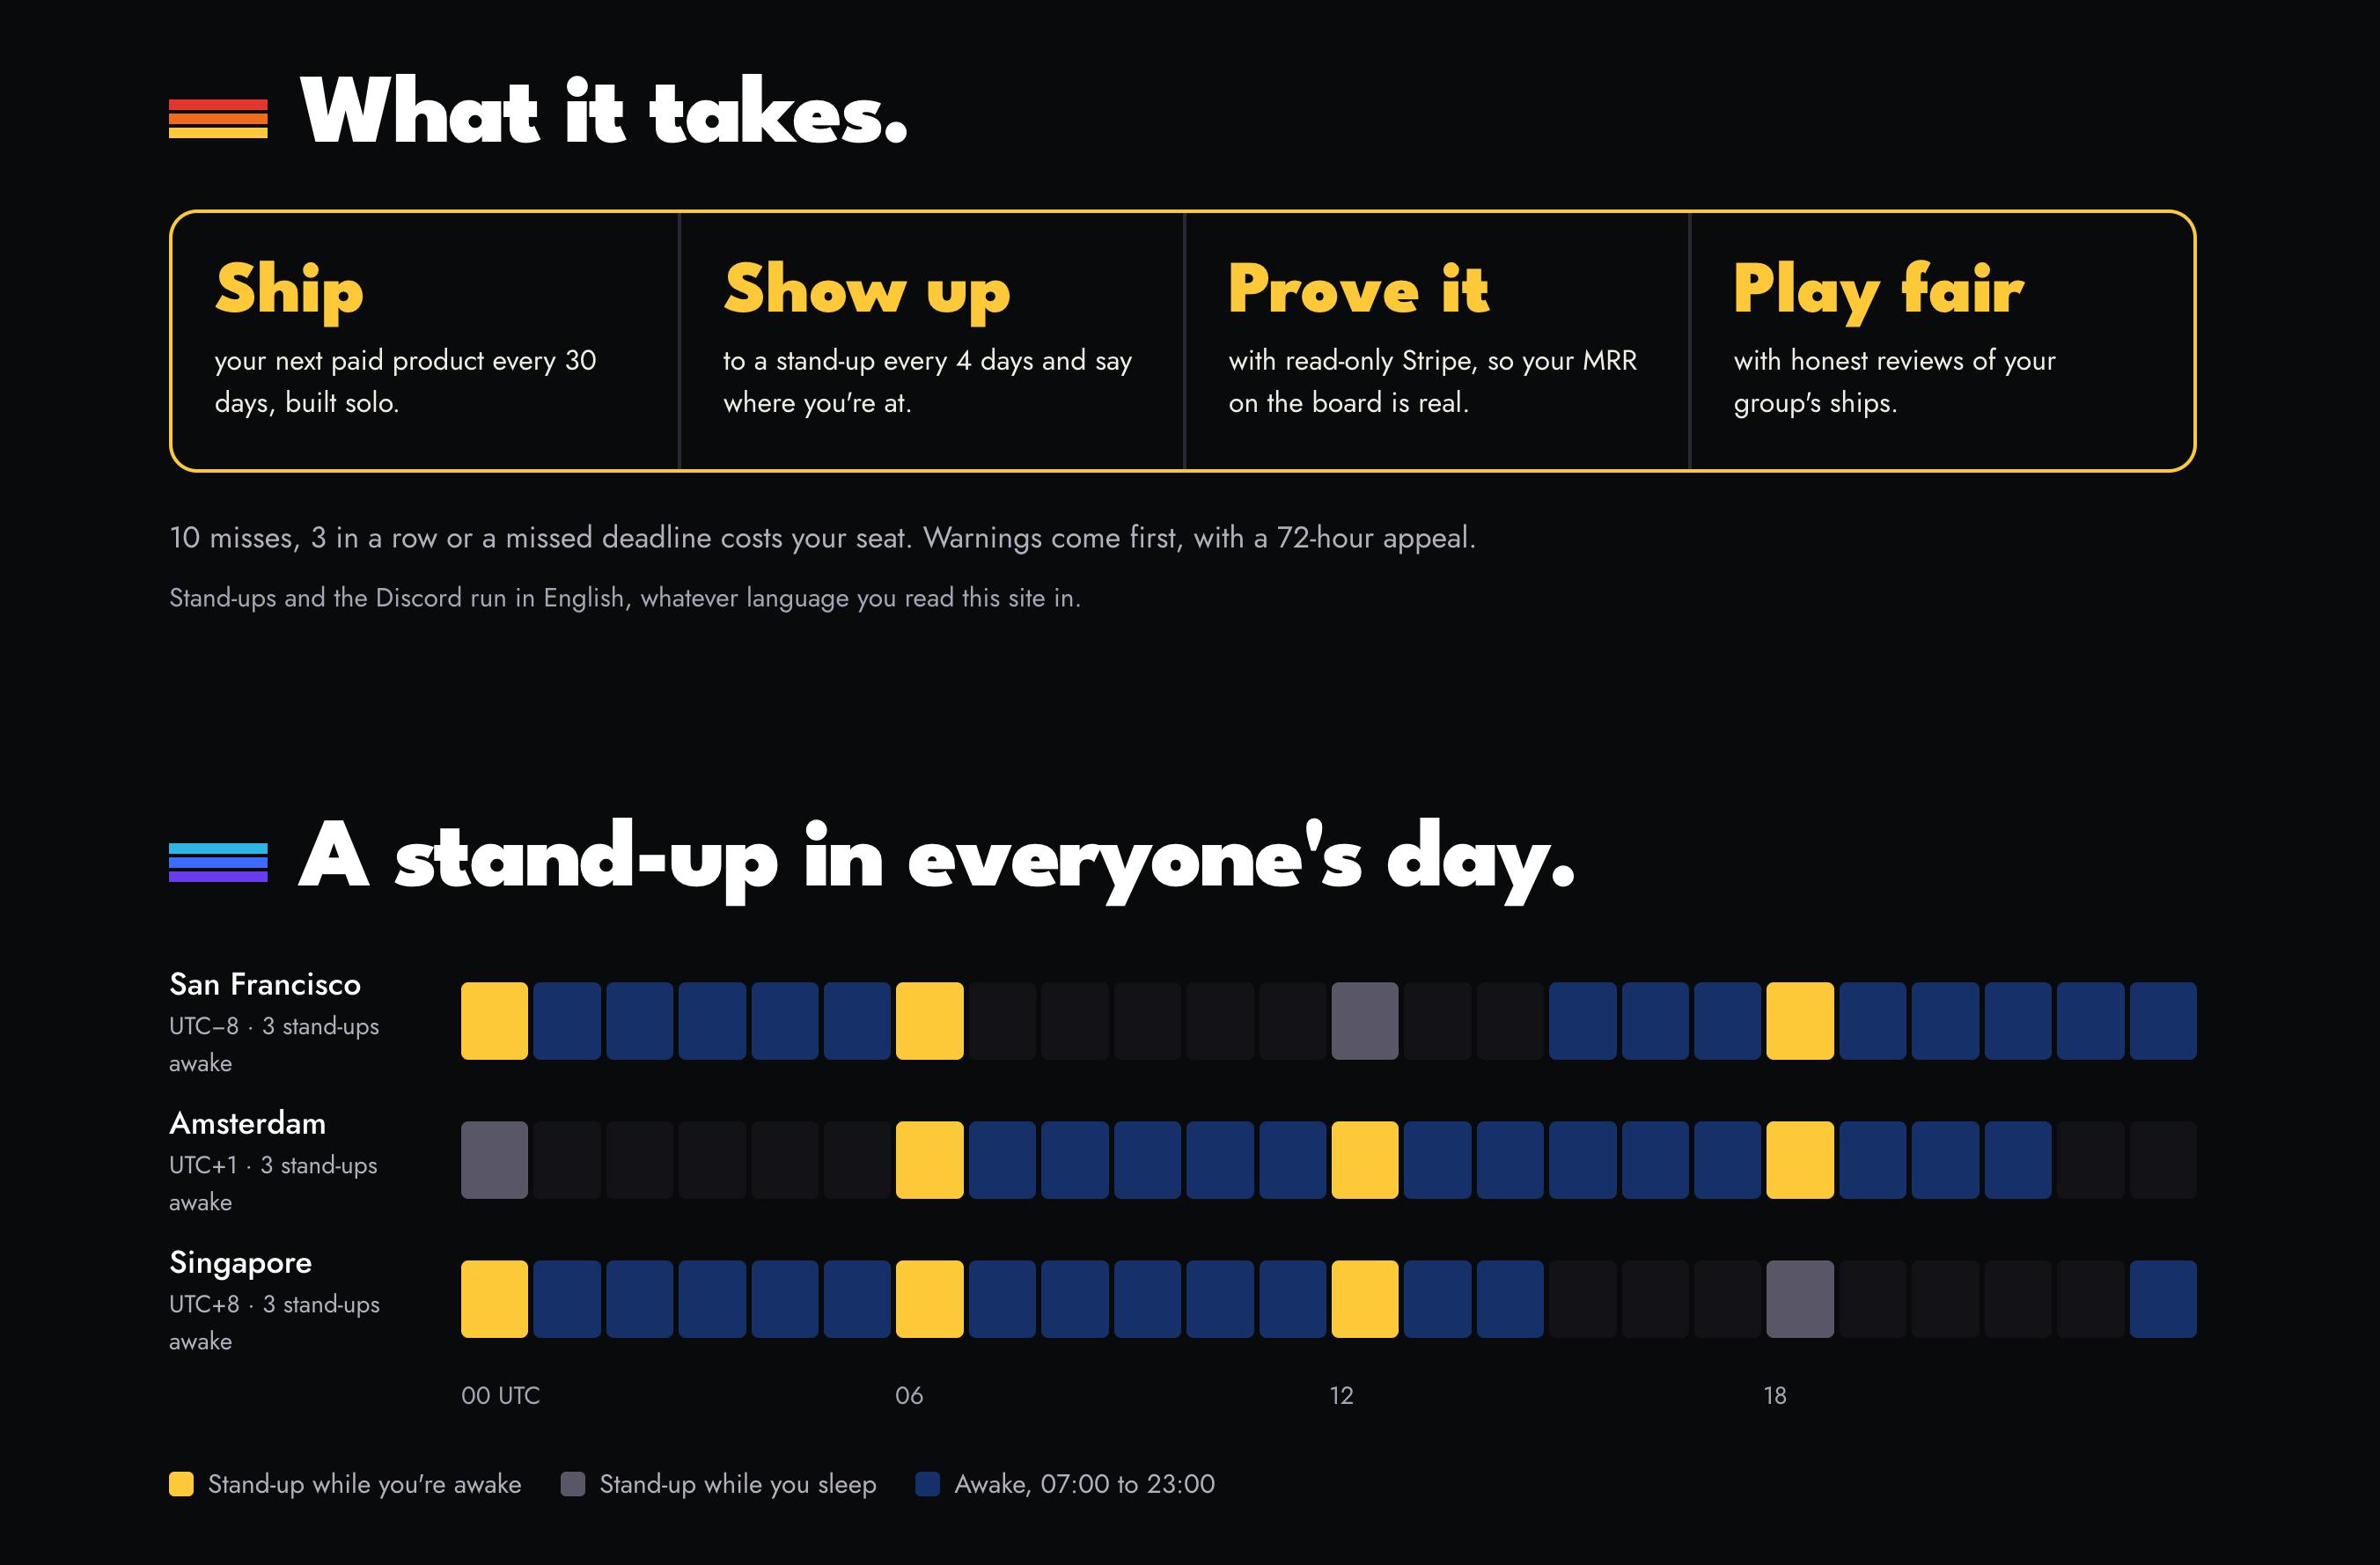 What it takes.
Ship
your next paid product every 30
days, built solo.
Show up
to a stand-up every 4 days and say
where you're at.
Prove it
with read-only Stripe, so your MRR
on the board is real.
Play fair
with honest reviews of your
group's ships.
10 misses, 3 in a row or a missed deadline costs your seat. Warnings come first, with a 72-hour appeal.
Stand-ups and the Discord run in English, whatever language you read this site in.
A stand-up in everyone's day.
San Francisco
UTC−8 · 3 stand-ups
awake
Amsterdam
UTC+1 · 3 stand-ups
awake
Singapore
UTC+8 · 3 stand-ups
awake
00 UTC 06 12 18
Stand-up while you're awake Stand-up while you sleep Awake, 07:00 to 23:00